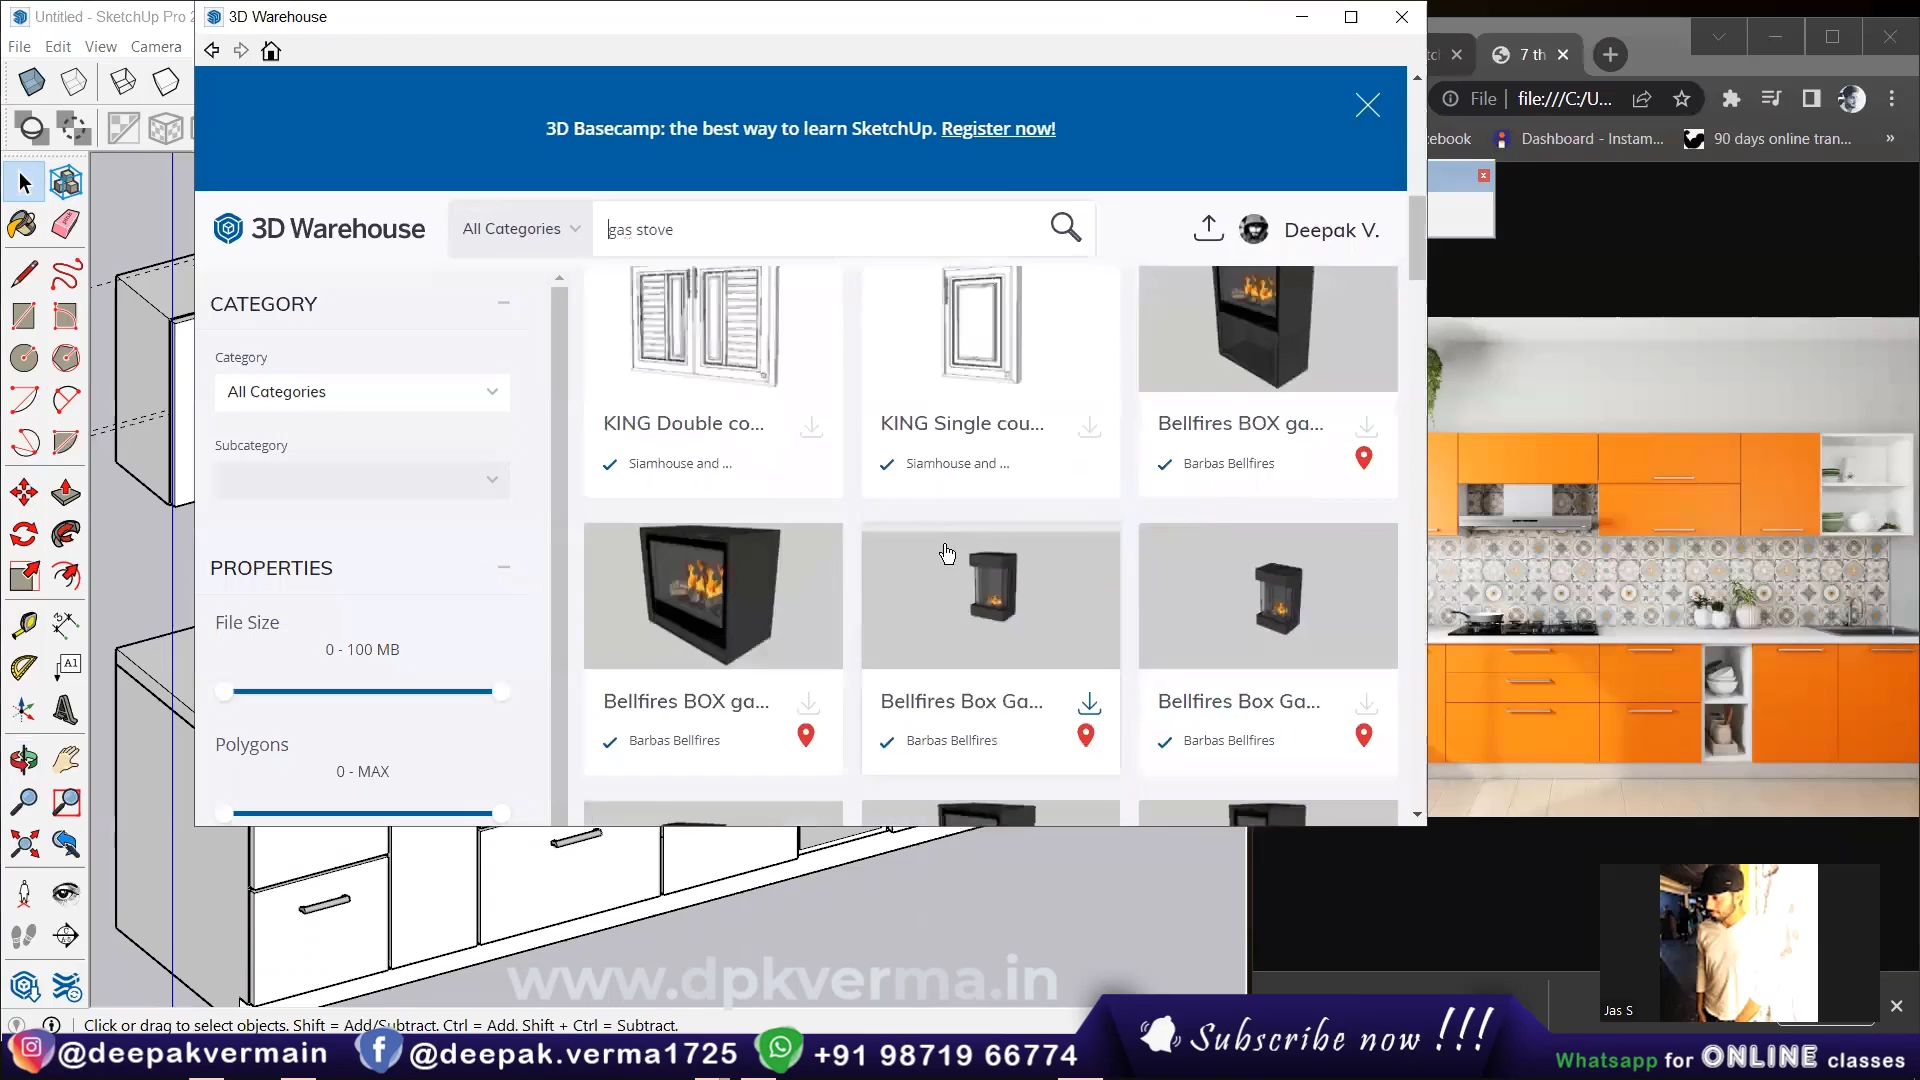 Untitled - SketchUp Pro 2
3D Warehouse
File Edit View Camera
3D Basecamp: the best way to learn SketchUp. Register now!
3D Warehouse
All Categories
gas stove
Deepak V.
CATEGORY
Category
All Categories
Subcategory
PROPERTIES
File Size
0 - 100 MB
Polygons
0 - MAX
KING Double co...
Siamhouse and ...
KING Single cou...
Siamhouse and ...
Bellfires BOX ga...
Barbas Bellfires
Bellfires BOX ga...
Barbas Bellfires
Bellfires Box Ga...
Barbas Bellfires
Bellfires Box Ga...
Barbas Bellfires
7 th
File file:///C:/U...
ebook
Dashboard - Instam...
90 days online tran...
A1
www.dpkverma.in
Jas S
Click or drag to select objects. Shift = Add/Subtract. Ctrl = Add. Shift + Ctrl = Subtract.
@deepakvermain
@deepak.verma1725
+91 98719 66774
Subscribe now !!!
Whatsapp for ONLINE classes